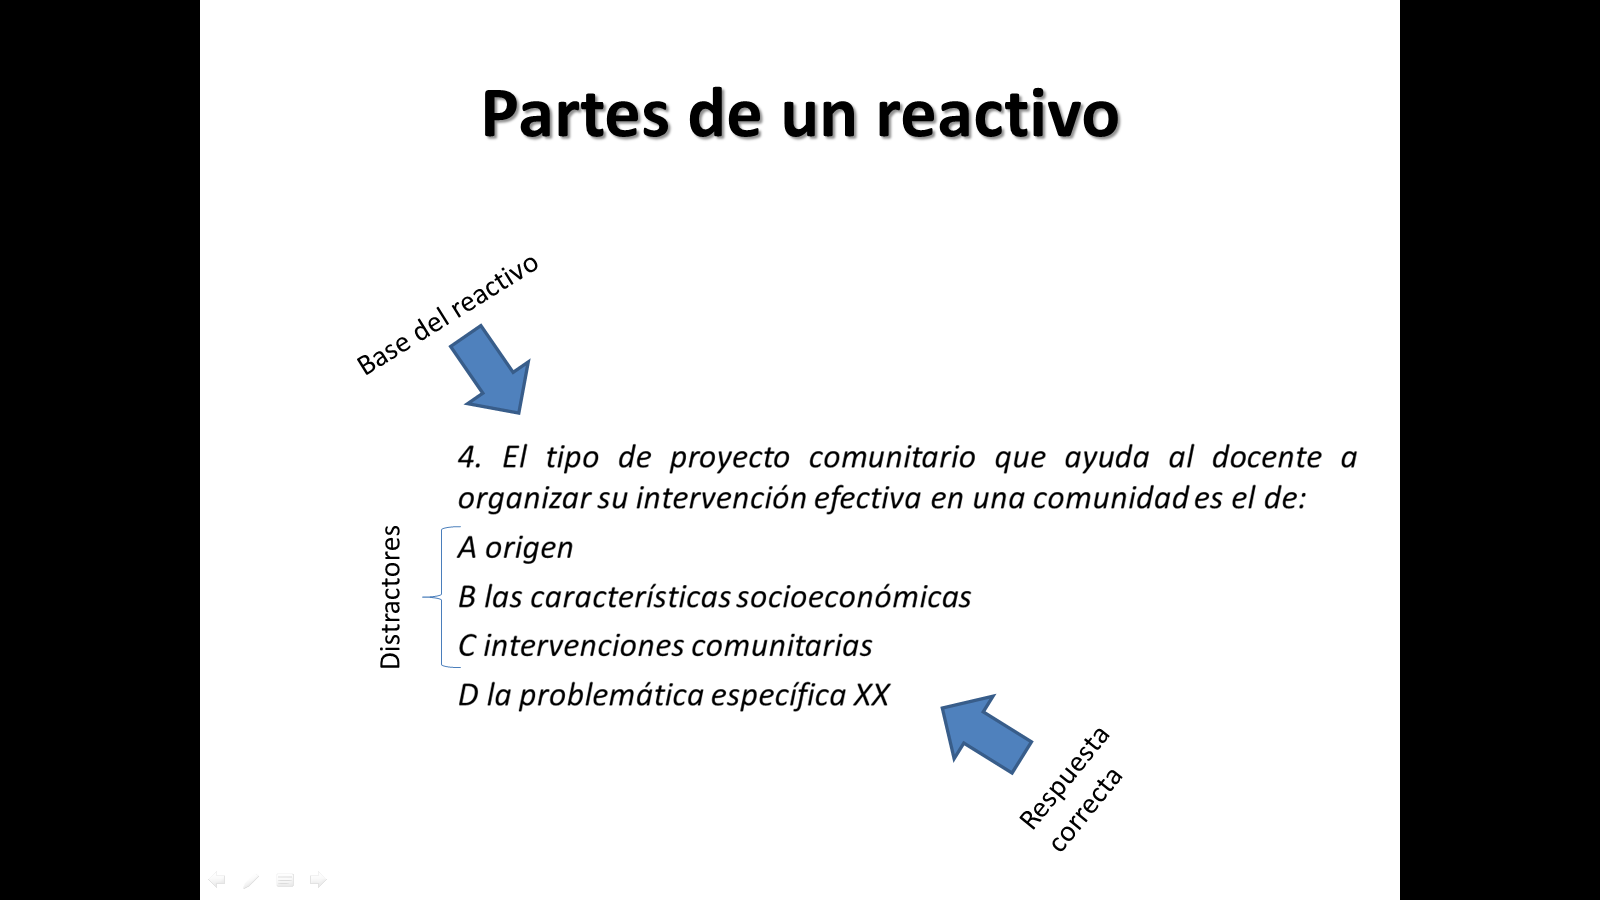 Partes de un reactivo
Base del reactivo
4. El tipo de proyecto comunitario que ayuda al docente a
organizar su intervención efectiva en una comunidad es el de:
Distractores
A origen
B las características socioeconómicas
C intervenciones comunitarias
D la problemática específica XX
Respuesta
correcta